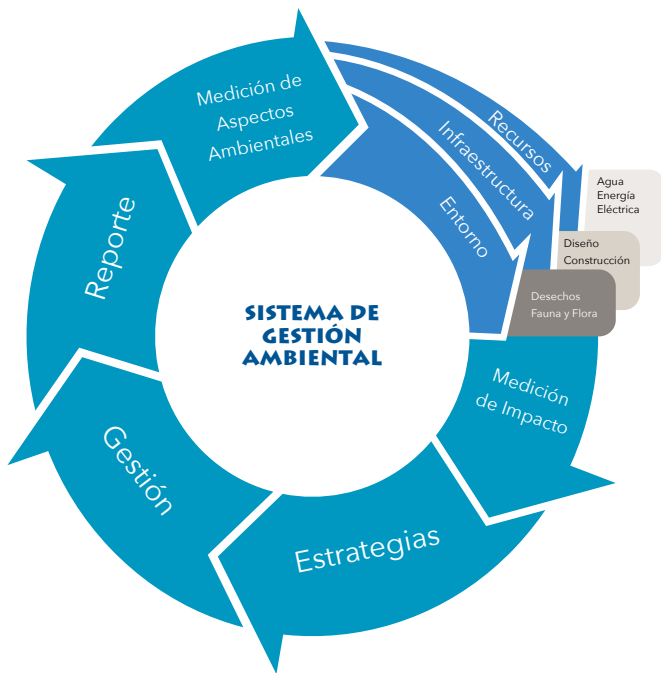 Medición de
Aspectos
Ambientales
Recursos
Infraestructura
Entorno
Agua
Energía
Eléctrica
Diseño
Construcción
Desechos
Fauna y Flora
Medición
de Impacto
Estrategias
Gestión
Reporte
SISTEMA DE
GESTIÓN
AMBIENTAL